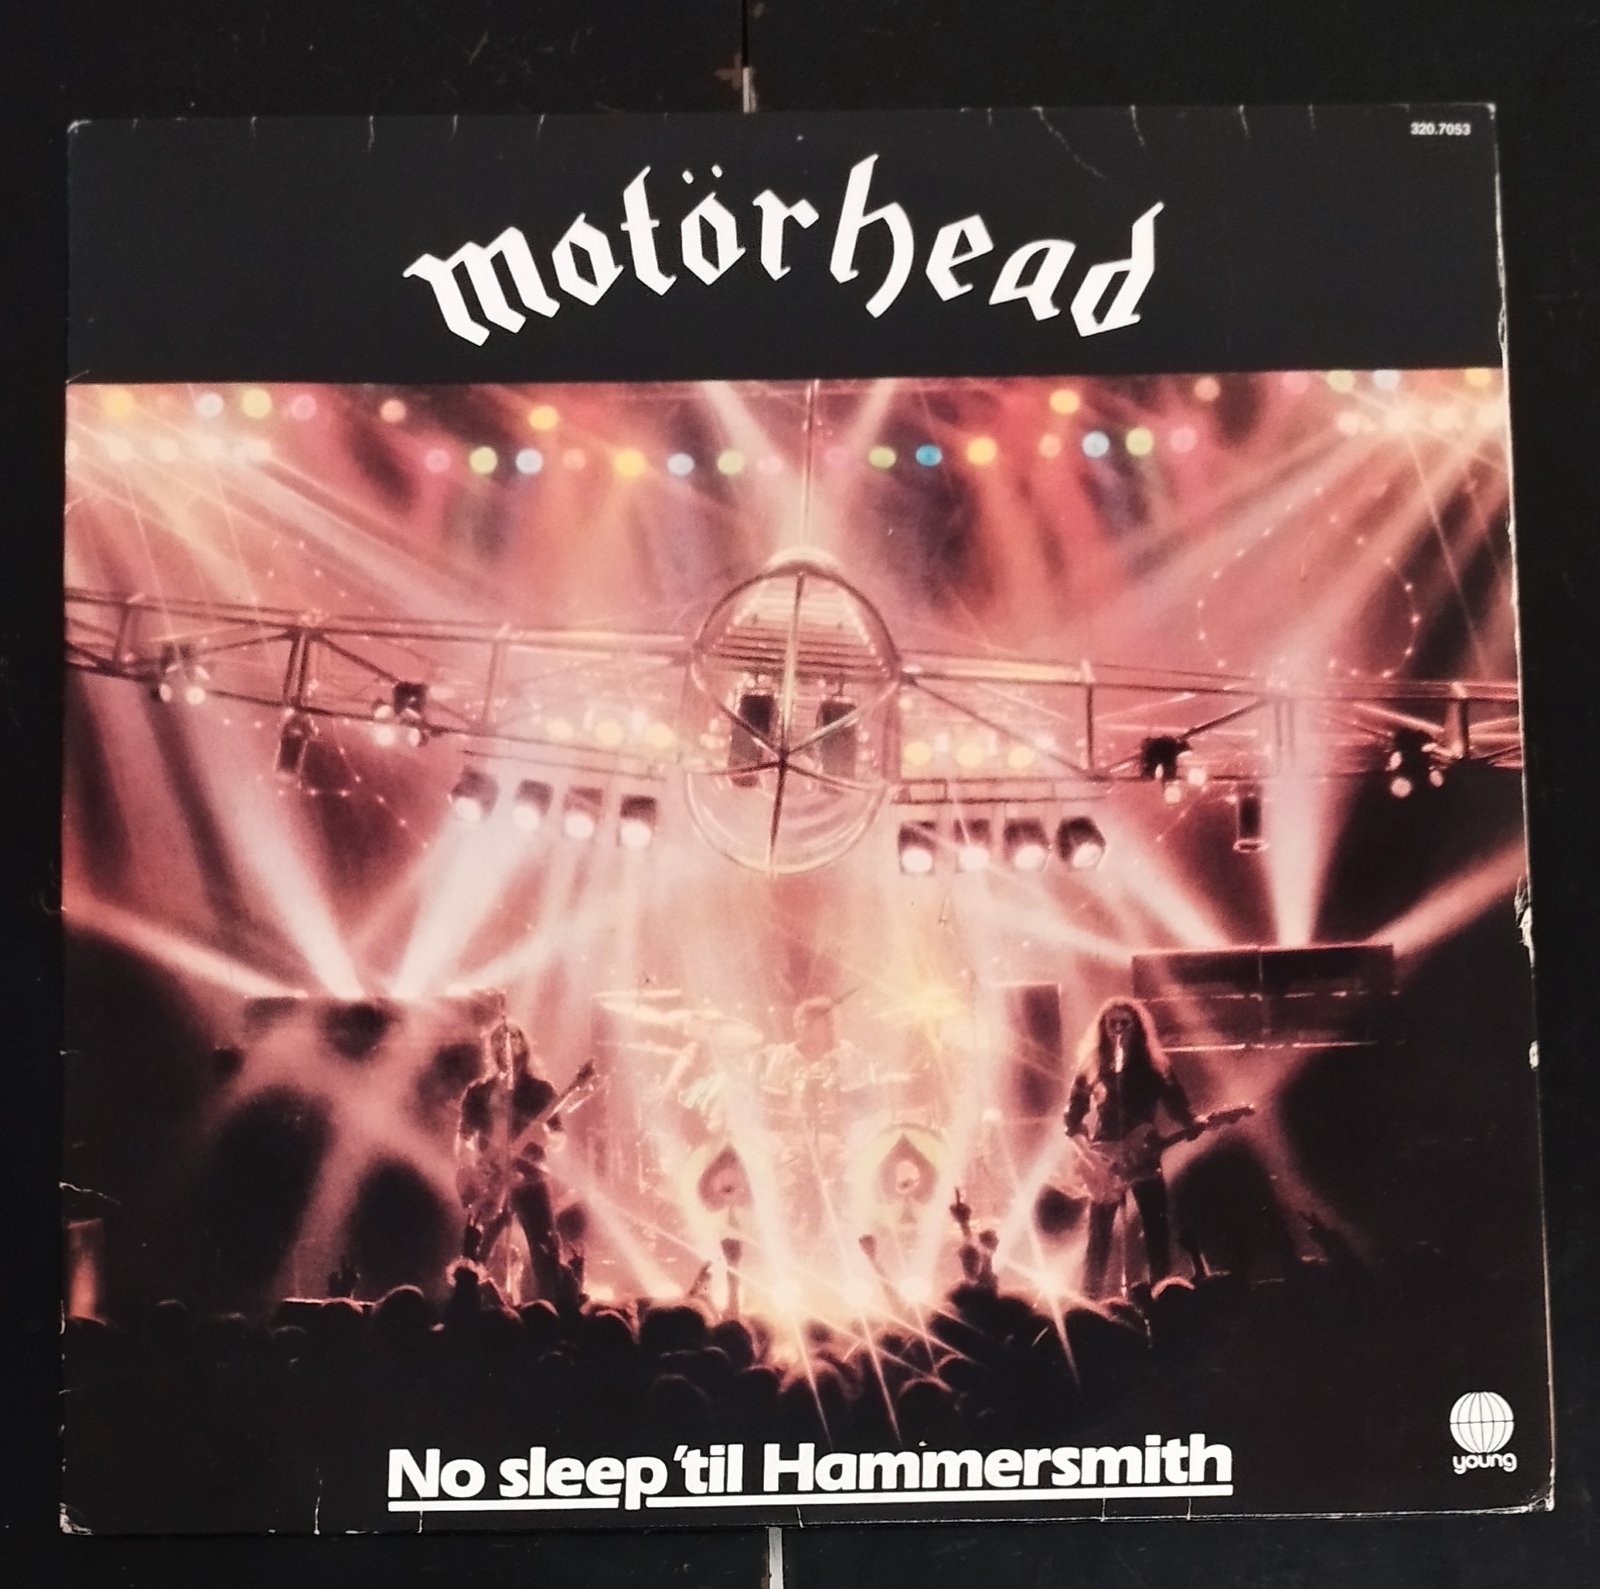 320.7053
motörhead
No sleep 'til Hammersmith
young